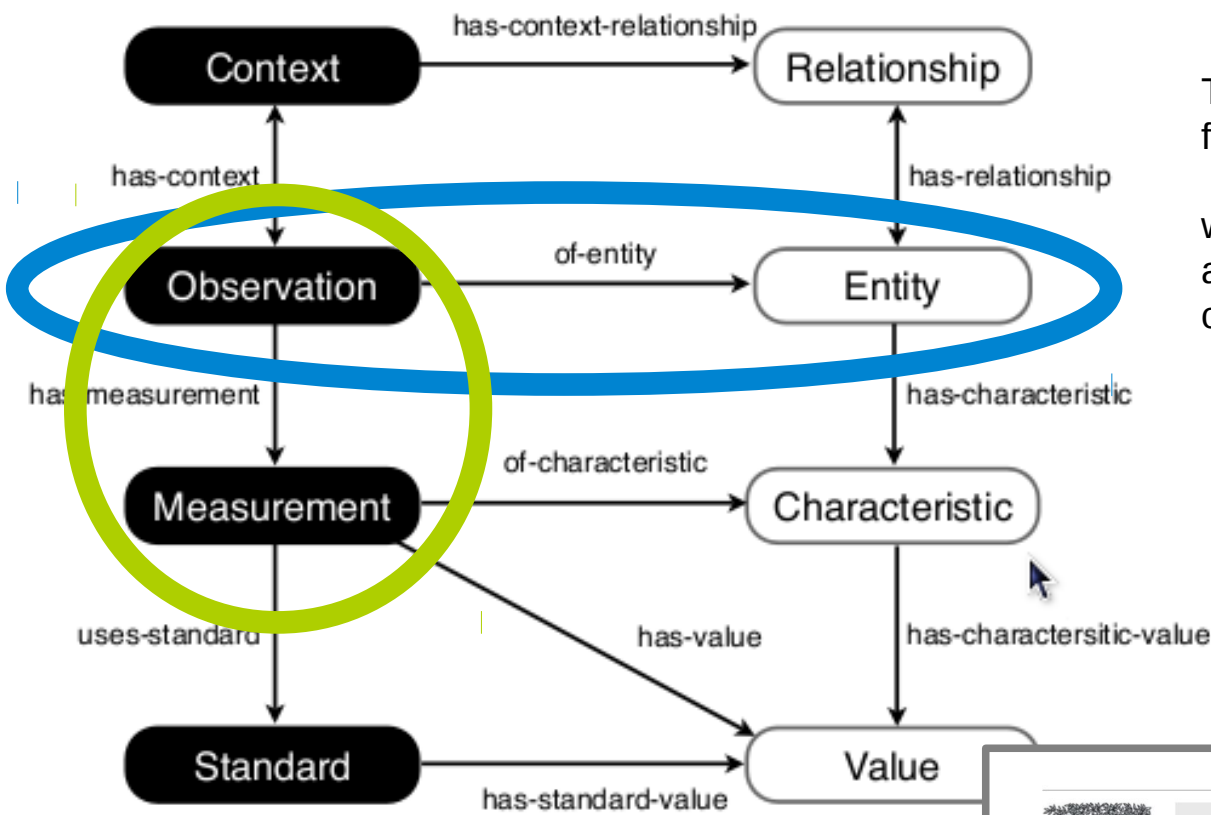 has-context-relationship
Context
Relationship
has-context
has-relationship
of-entity
Observation
Entity
has-measurement
has-characteristic
of-characteristic
Measurement
Characteristic
uses-standard
has-value
has-charactersitic-value
Standard
Value
has-standard-value